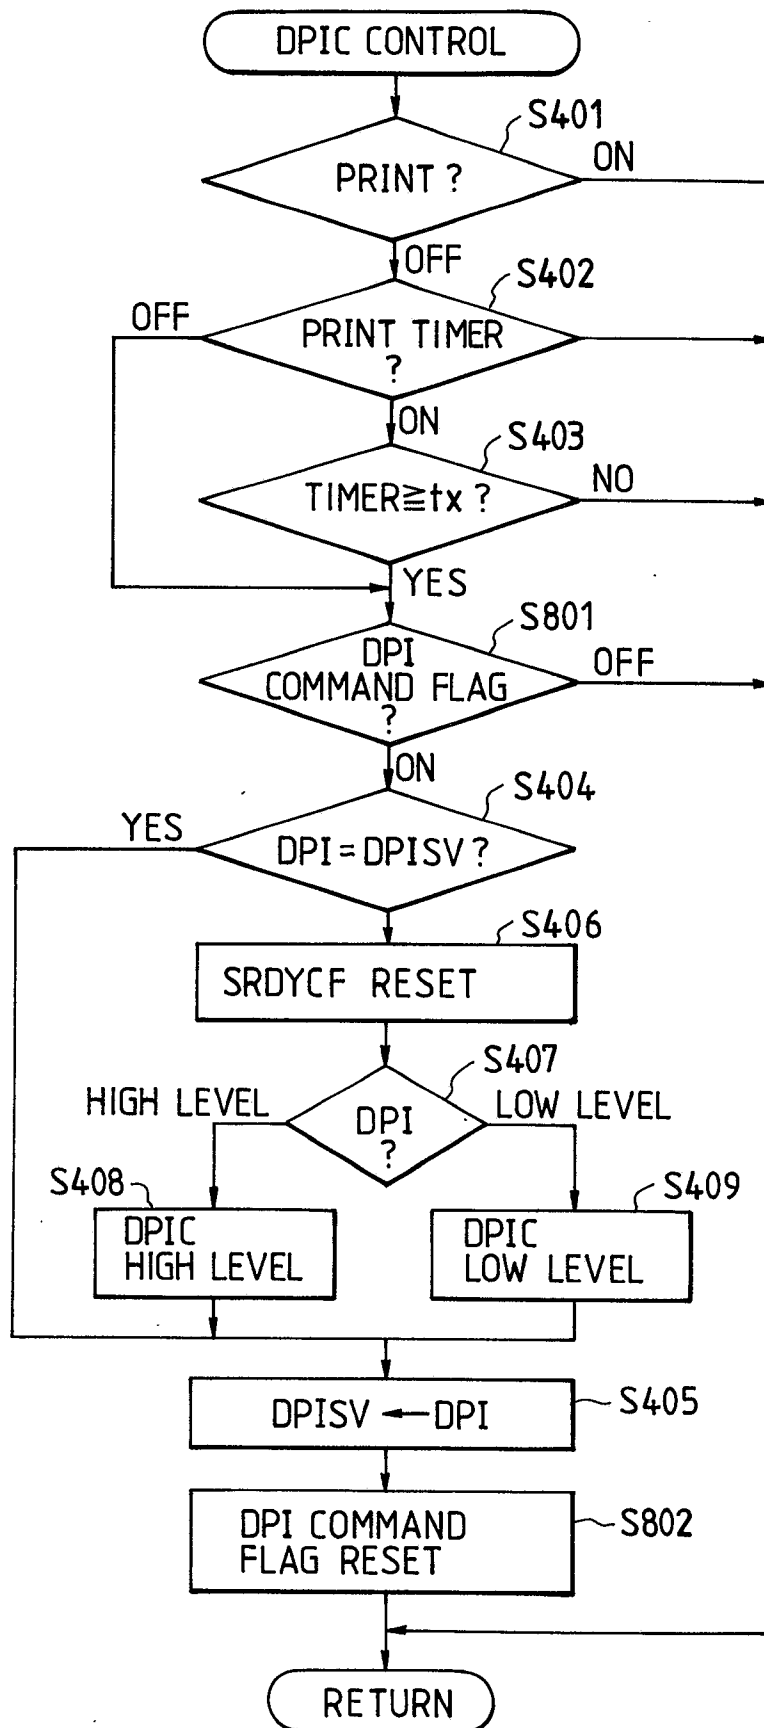 DPIC CONTROL
S401
PRINT ?
ON
OFF
S402
OFF
PRINT TIMER
?
ON
S403
TIMER≧tx ?
NO
YES
S801
DPI
COMMAND FLAG
?
OFF
ON
S404
YES
DPI = DPISV ?
S406
SRDYCF RESET
S407
HIGH LEVEL
DPI
?
LOW LEVEL
S408
DPIC
HIGH LEVEL
S409
DPIC
LOW LEVEL
DPISV ← DPI
S405
DPI COMMAND
FLAG RESET
S802
RETURN